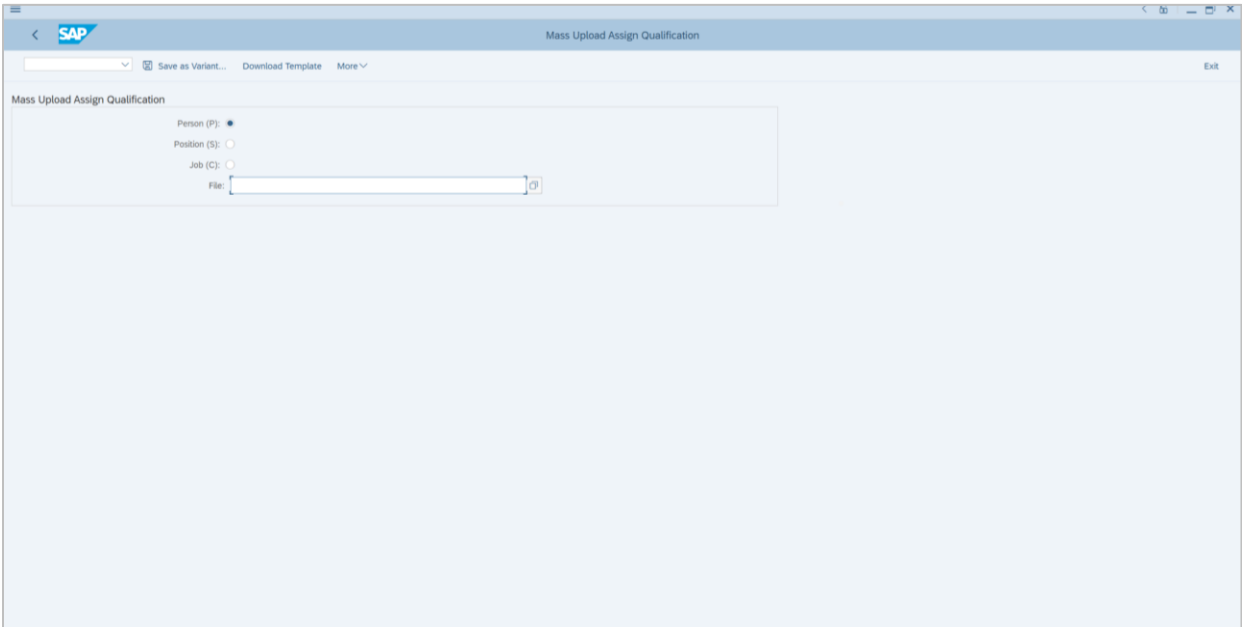 SAP
Mass Upload Assign Qualification
Save as Variant... Download Template More Exit
Mass Upload Assign Qualification
Person (P):
Position (S):
Job (C):
File: